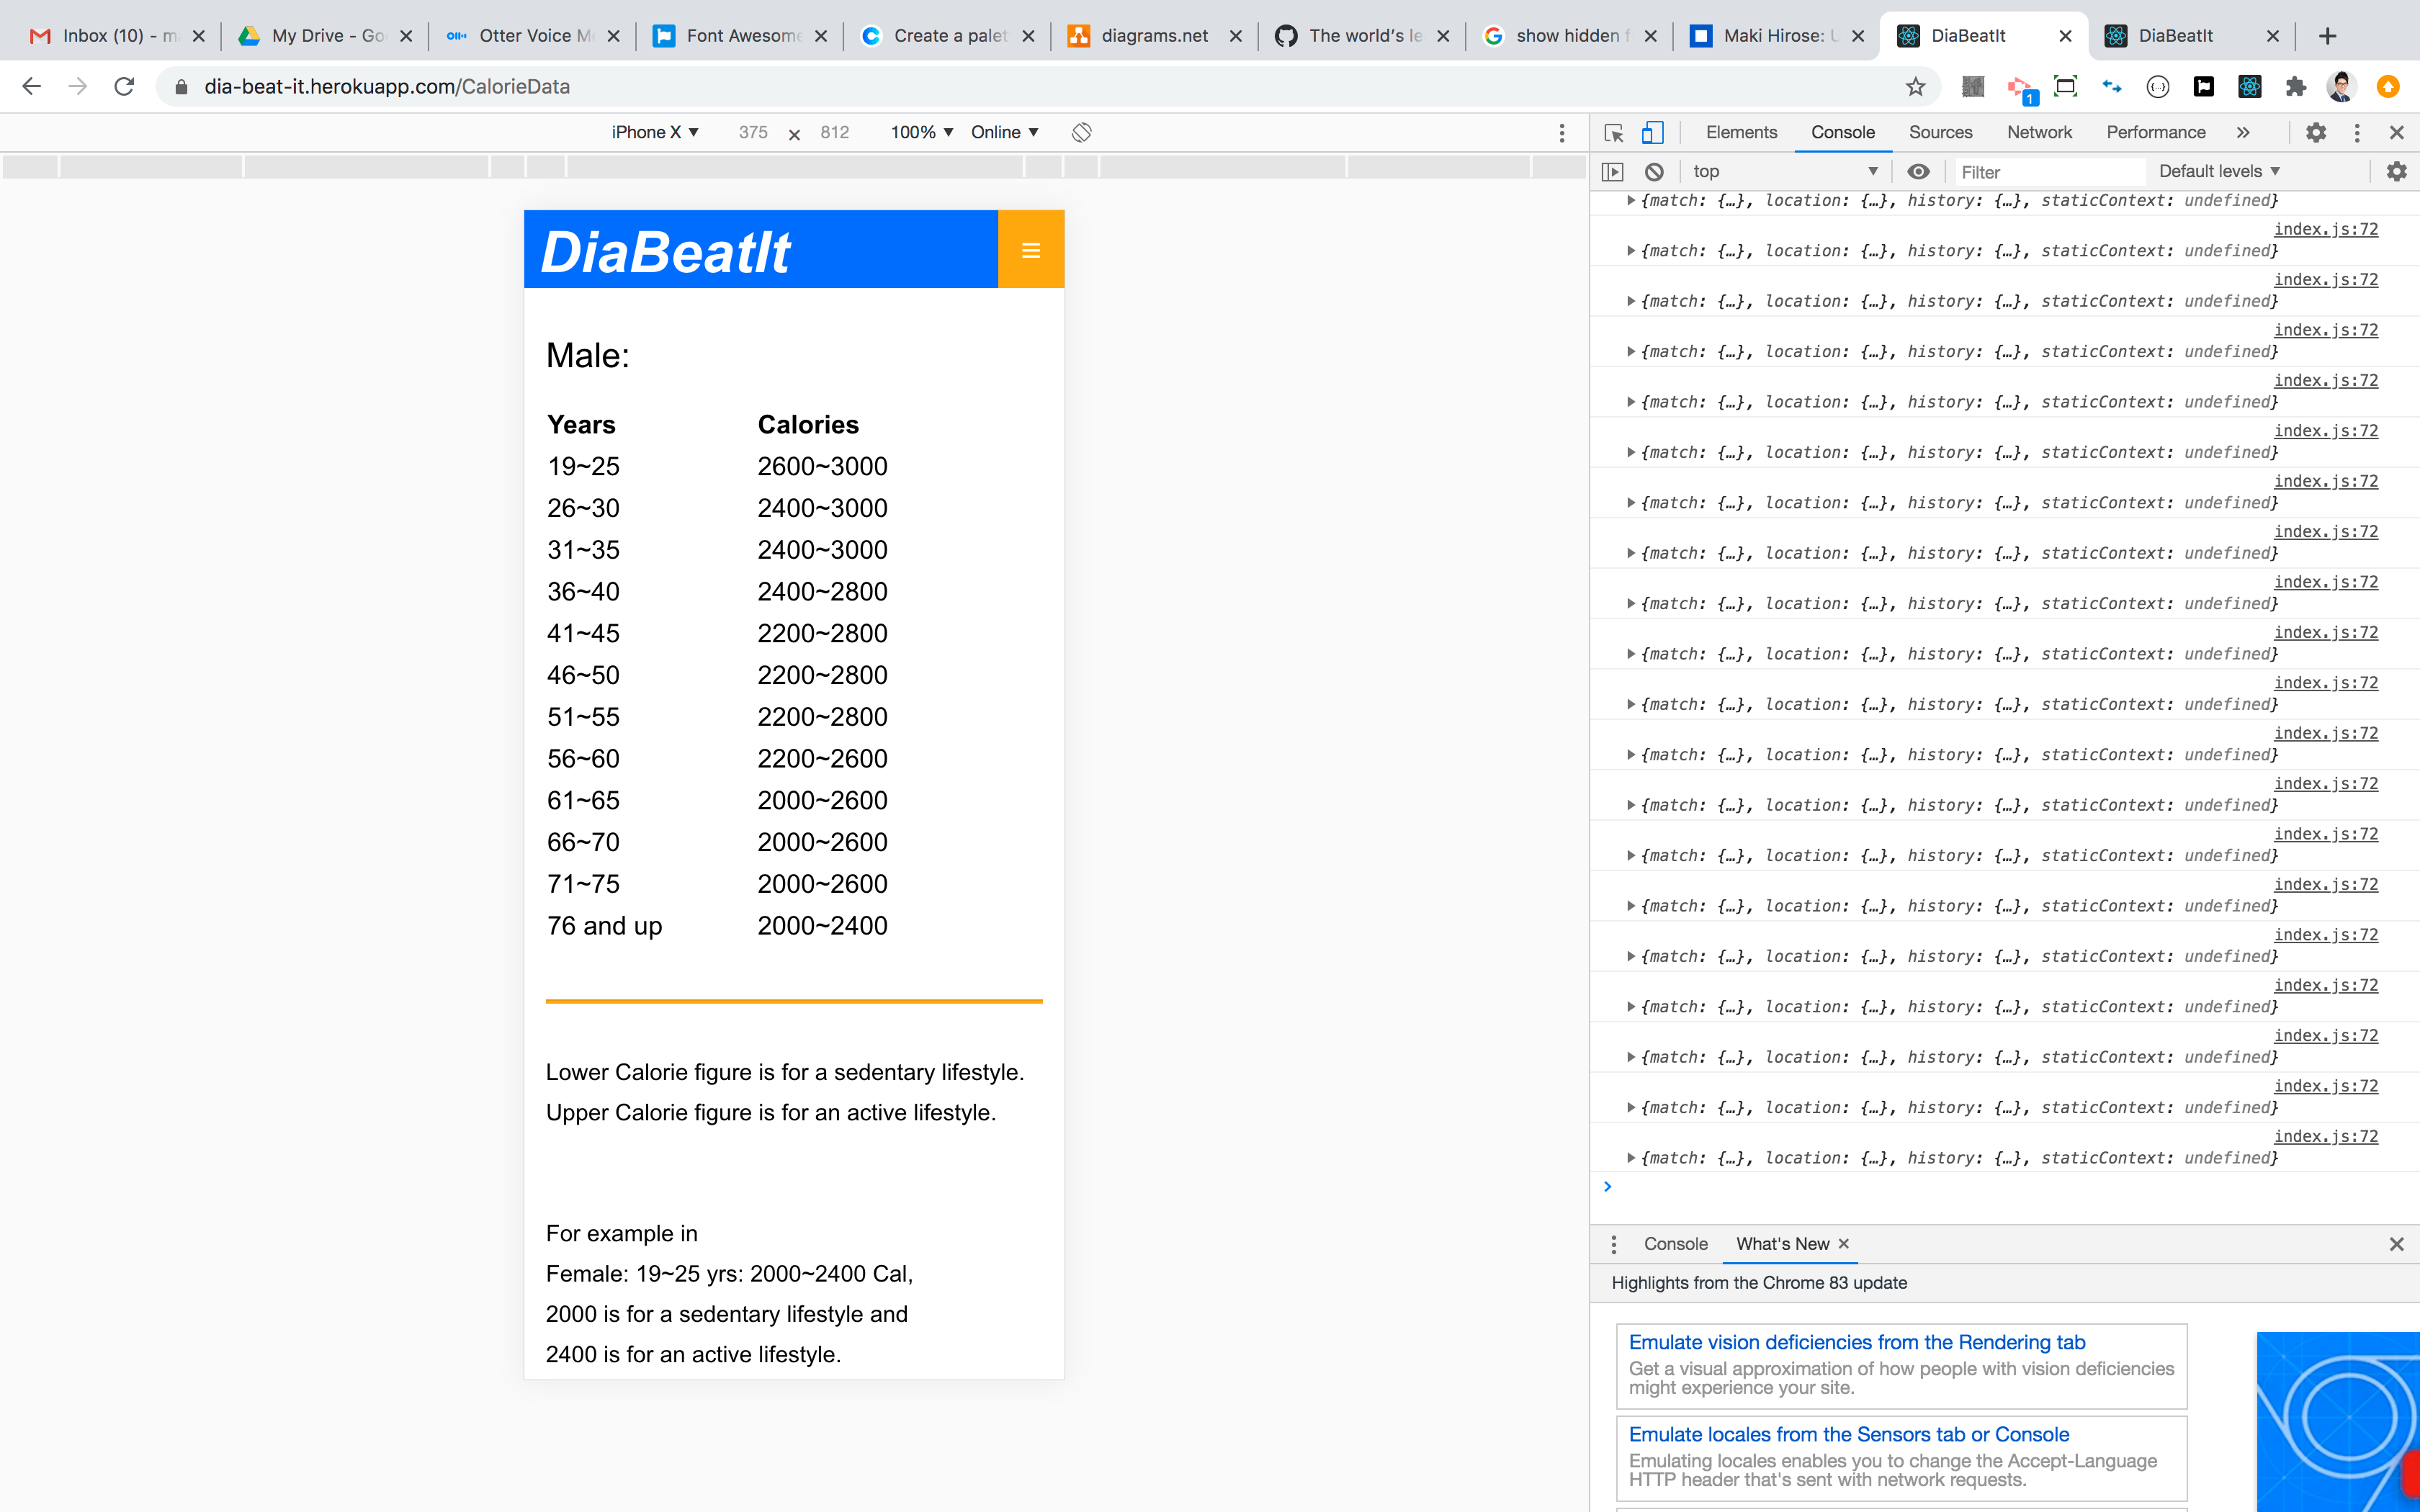 Inbox (10) - m
My Drive - Go
Otter Voice M
Font Awesome
Create a palet
diagrams.net
The world's le
show hidden f
Maki Hirose: U
DiaBeatIt
DiaBeatIt
dia-beat-it.herokuapp.com/CalorieData
1
iPhone X ▼ 375 x 812 100% ▼ Online ▼
Elements Console Sources Network Performance »
top ▼ Filter Default levels ▼
DiaBeatIt
Male:
Years Calories
19~25 2600~3000
26~30 2400~3000
31~35 2400~3000
36~40 2400~2800
41~45 2200~2800
46~50 2200~2800
51~55 2200~2800
56~60 2200~2600
61~65 2000~2600
66~70 2000~2600
71~75 2000~2600
76 and up 2000~2400
Lower Calorie figure is for a sedentary lifestyle.
Upper Calorie figure is for an active lifestyle.
For example in
Female: 19~25 yrs: 2000~2400 Cal,
2000 is for a sedentary lifestyle and
2400 is for an active lifestyle.
{match: {…}, location: {…}, history: {…}, staticContext: undefined}
index.js:72
{match: {…}, location: {…}, history: {…}, staticContext: undefined}
index.js:72
{match: {…}, location: {…}, history: {…}, staticContext: undefined}
index.js:72
{match: {…}, location: {…}, history: {…}, staticContext: undefined}
index.js:72
{match: {…}, location: {…}, history: {…}, staticContext: undefined}
index.js:72
{match: {…}, location: {…}, history: {…}, staticContext: undefined}
index.js:72
{match: {…}, location: {…}, history: {…}, staticContext: undefined}
index.js:72
{match: {…}, location: {…}, history: {…}, staticContext: undefined}
index.js:72
{match: {…}, location: {…}, history: {…}, staticContext: undefined}
index.js:72
{match: {…}, location: {…}, history: {…}, staticContext: undefined}
index.js:72
{match: {…}, location: {…}, history: {…}, staticContext: undefined}
index.js:72
{match: {…}, location: {…}, history: {…}, staticContext: undefined}
index.js:72
{match: {…}, location: {…}, history: {…}, staticContext: undefined}
index.js:72
{match: {…}, location: {…}, history: {…}, staticContext: undefined}
index.js:72
{match: {…}, location: {…}, history: {…}, staticContext: undefined}
index.js:72
{match: {…}, location: {…}, history: {…}, staticContext: undefined}
index.js:72
{match: {…}, location: {…}, history: {…}, staticContext: undefined}
index.js:72
{match: {…}, location: {…}, history: {…}, staticContext: undefined}
index.js:72
{match: {…}, location: {…}, history: {…}, staticContext: undefined}
index.js:72
{match: {…}, location: {…}, history: {…}, staticContext: undefined}
Console What's New
Highlights from the Chrome 83 update
Emulate vision deficiencies from the Rendering tab
Get a visual approximation of how people with vision deficiencies
might experience your site.
Emulate locales from the Sensors tab or Console
Emulating locales enables you to change the Accept-Language
HTTP header that's sent with network requests.